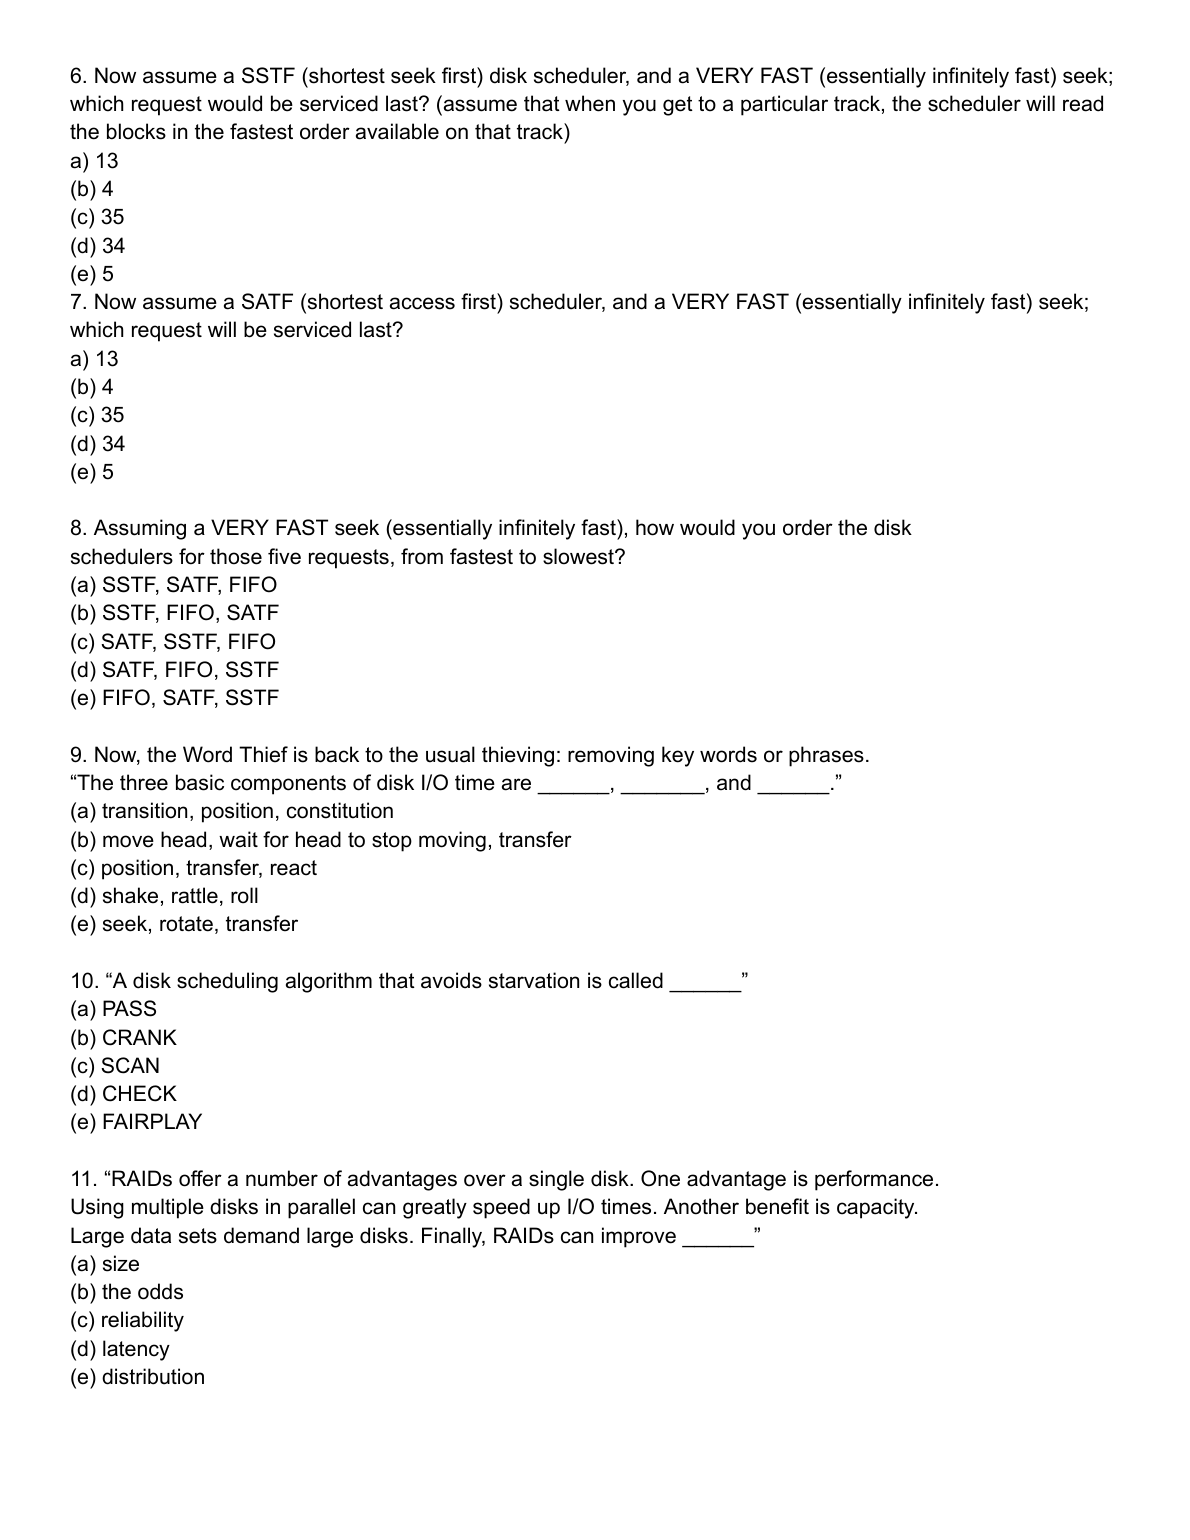 6. Now assume a SSTF (shortest seek first) disk scheduler, and a VERY FAST (essentially infinitely fast) seek;
which request would be serviced last? (assume that when you get to a particular track, the scheduler will read
the blocks in the fastest order available on that track)
a) 13
(b) 4
(c) 35
(d) 34
(e) 5
7. Now assume a SATF (shortest access first) scheduler, and a VERY FAST (essentially infinitely fast) seek;
which request will be serviced last?
a) 13
(b) 4
(c) 35
(d) 34
(e) 5
8. Assuming a VERY FAST seek (essentially infinitely fast), how would you order the disk
schedulers for those five requests, from fastest to slowest?
(a) SSTF, SATF, FIFO
(b) SSTF, FIFO, SATF
(c) SATF, SSTF, FIFO
(d) SATF, FIFO, SSTF
(e) FIFO, SATF, SSTF
9. Now, the Word Thief is back to the usual thieving: removing key words or phrases.
“The three basic components of disk I/O time are ______, _______, and ______.”
(a) transition, position, constitution
(b) move head, wait for head to stop moving, transfer
(c) position, transfer, react
(d) shake, rattle, roll
(e) seek, rotate, transfer
10. “A disk scheduling algorithm that avoids starvation is called ______”
(a) PASS
(b) CRANK
(c) SCAN
(d) CHECK
(e) FAIRPLAY
11. “RAIDs offer a number of advantages over a single disk. One advantage is performance.
Using multiple disks in parallel can greatly speed up I/O times. Another benefit is capacity.
Large data sets demand large disks. Finally, RAIDs can improve ______”
(a) size
(b) the odds
(c) reliability
(d) latency
(e) distribution